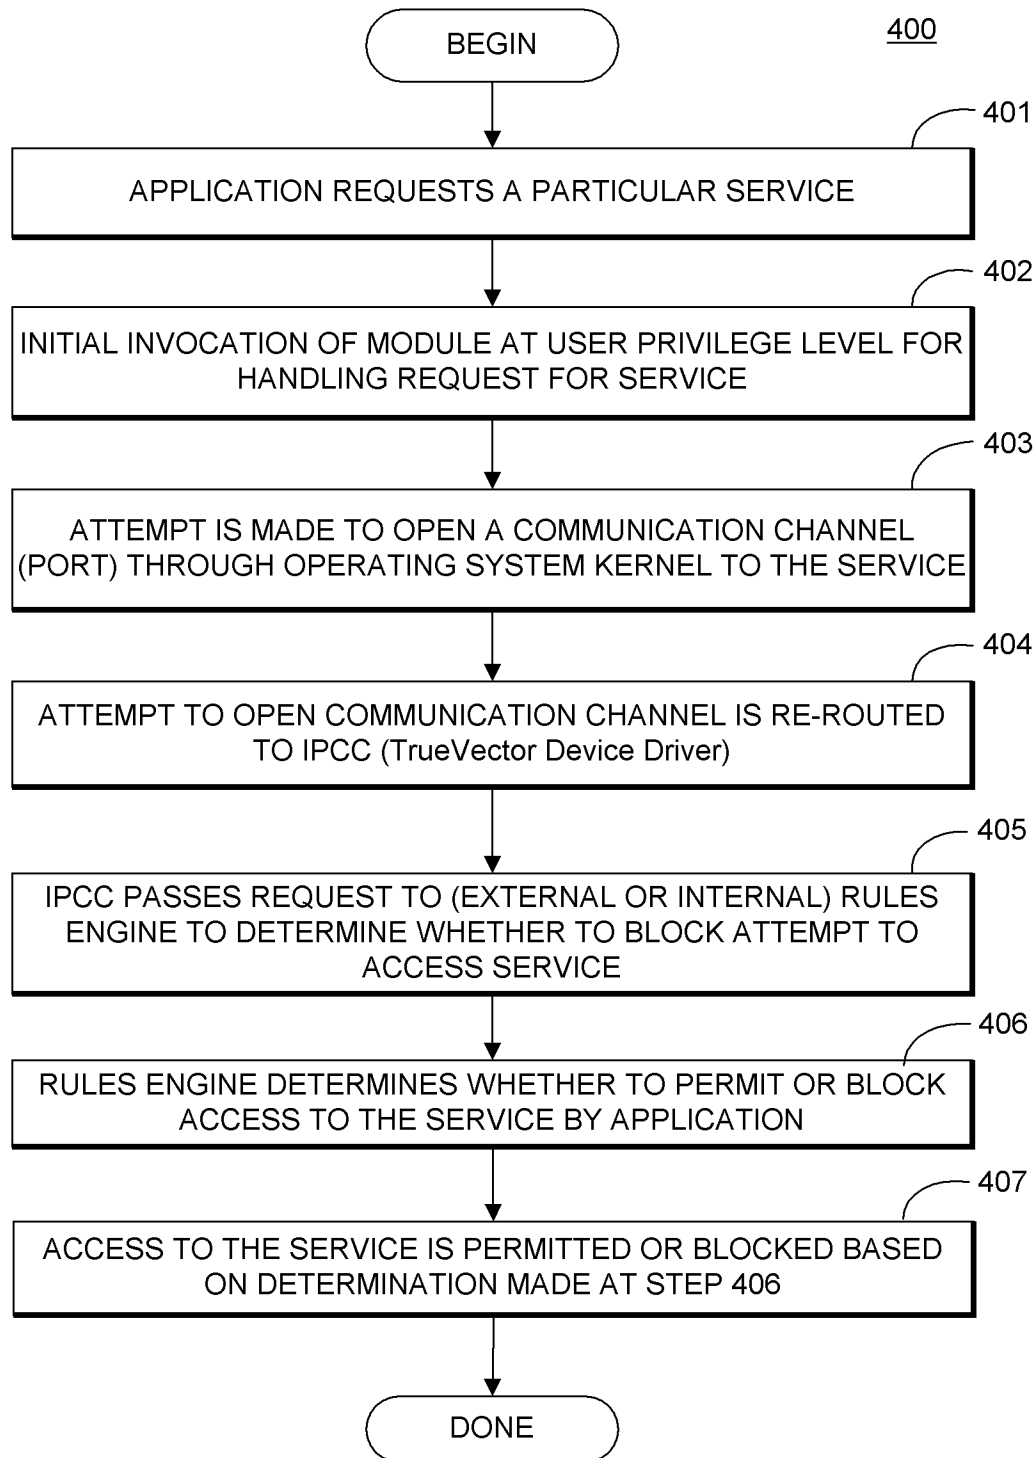 BEGIN
400
401
APPLICATION REQUESTS A PARTICULAR SERVICE
402
INITIAL INVOCATION OF MODULE AT USER PRIVILEGE LEVEL FOR
HANDLING REQUEST FOR SERVICE
403
ATTEMPT IS MADE TO OPEN A COMMUNICATION CHANNEL
(PORT) THROUGH OPERATING SYSTEM KERNEL TO THE SERVICE
404
ATTEMPT TO OPEN COMMUNICATION CHANNEL IS RE-ROUTED
TO IPCC (TrueVector Device Driver)
405
IPCC PASSES REQUEST TO (EXTERNAL OR INTERNAL) RULES
ENGINE TO DETERMINE WHETHER TO BLOCK ATTEMPT TO
ACCESS SERVICE
406
RULES ENGINE DETERMINES WHETHER TO PERMIT OR BLOCK
ACCESS TO THE SERVICE BY APPLICATION
407
ACCESS TO THE SERVICE IS PERMITTED OR BLOCKED BASED
ON DETERMINATION MADE AT STEP 406
DONE